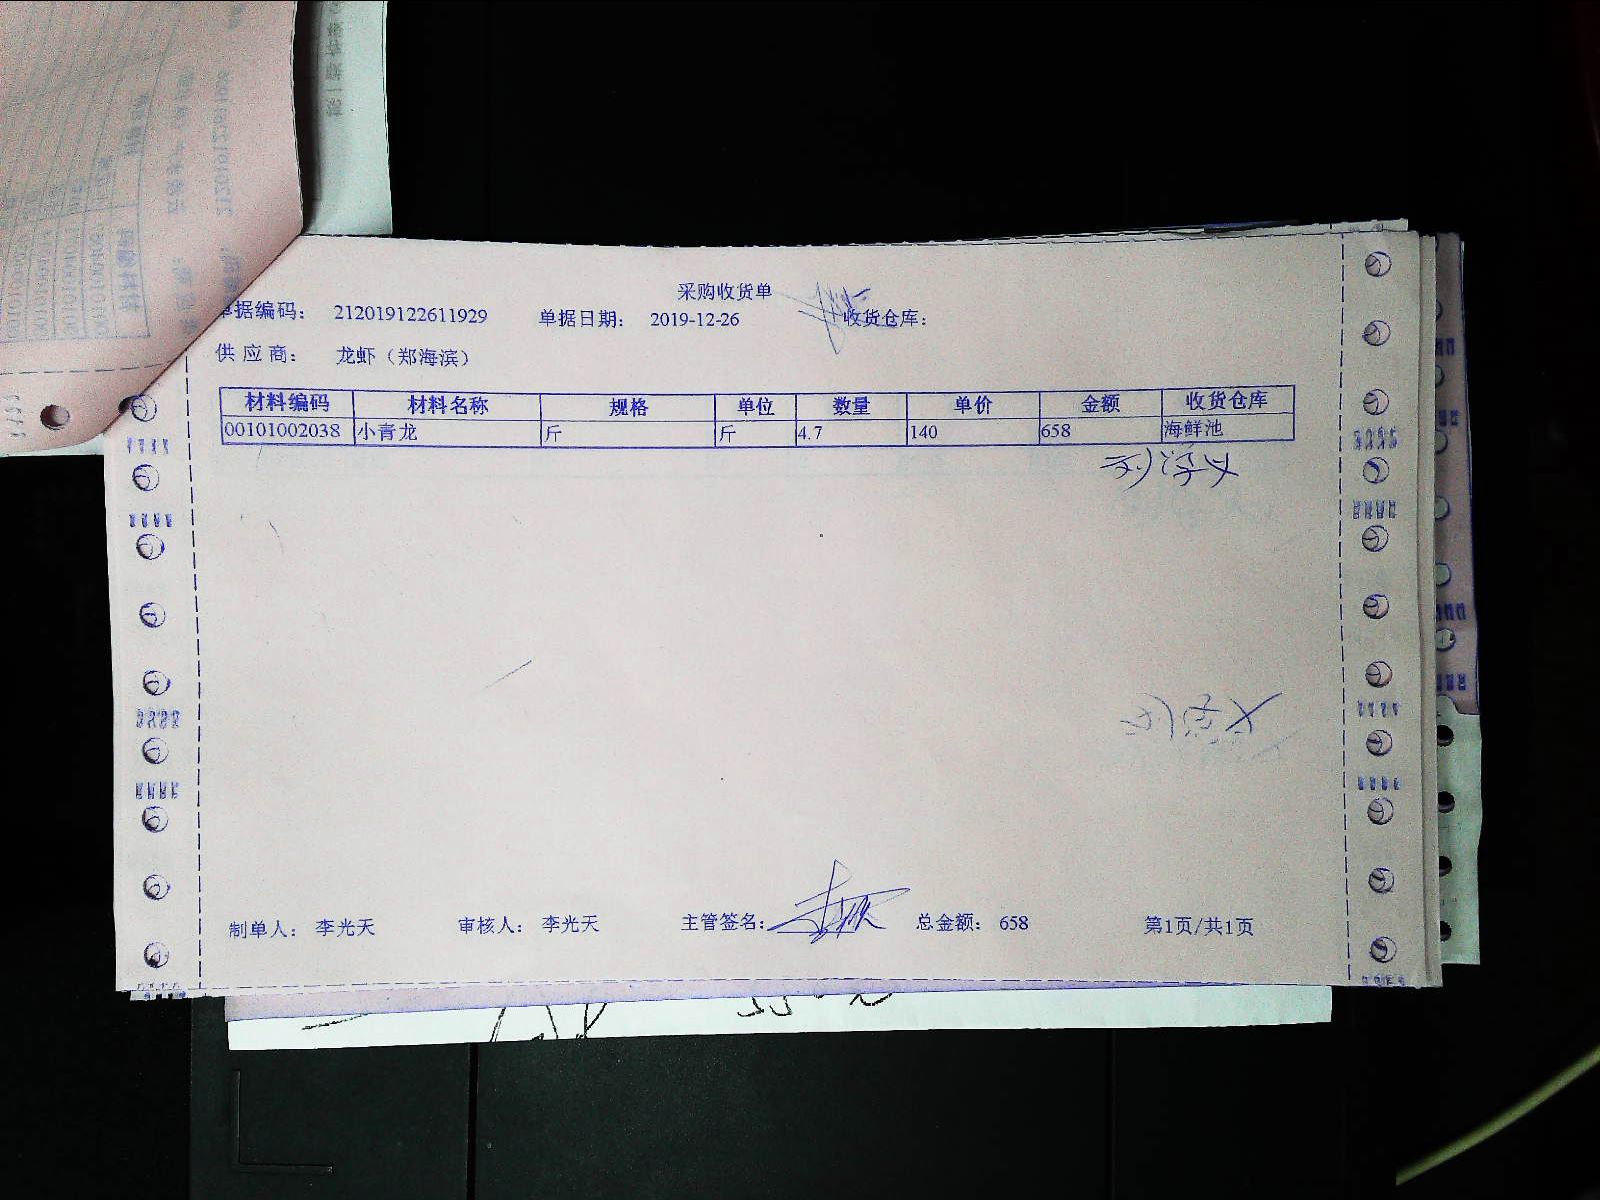 采购收货单
单据编码： 212019122611929 单据日期： 2019-12-26 收货仓库：
供 应 商： 龙虾（郑海滨）
材料编码 材料名称 规格 单位 数量 单价 金额 收货仓库
00101002038 小青龙 斤 斤 4.7 140 658 海鲜池
制单人： 李光天 审核人： 李光天 主管签名： 总金额： 658 第1页/共1页